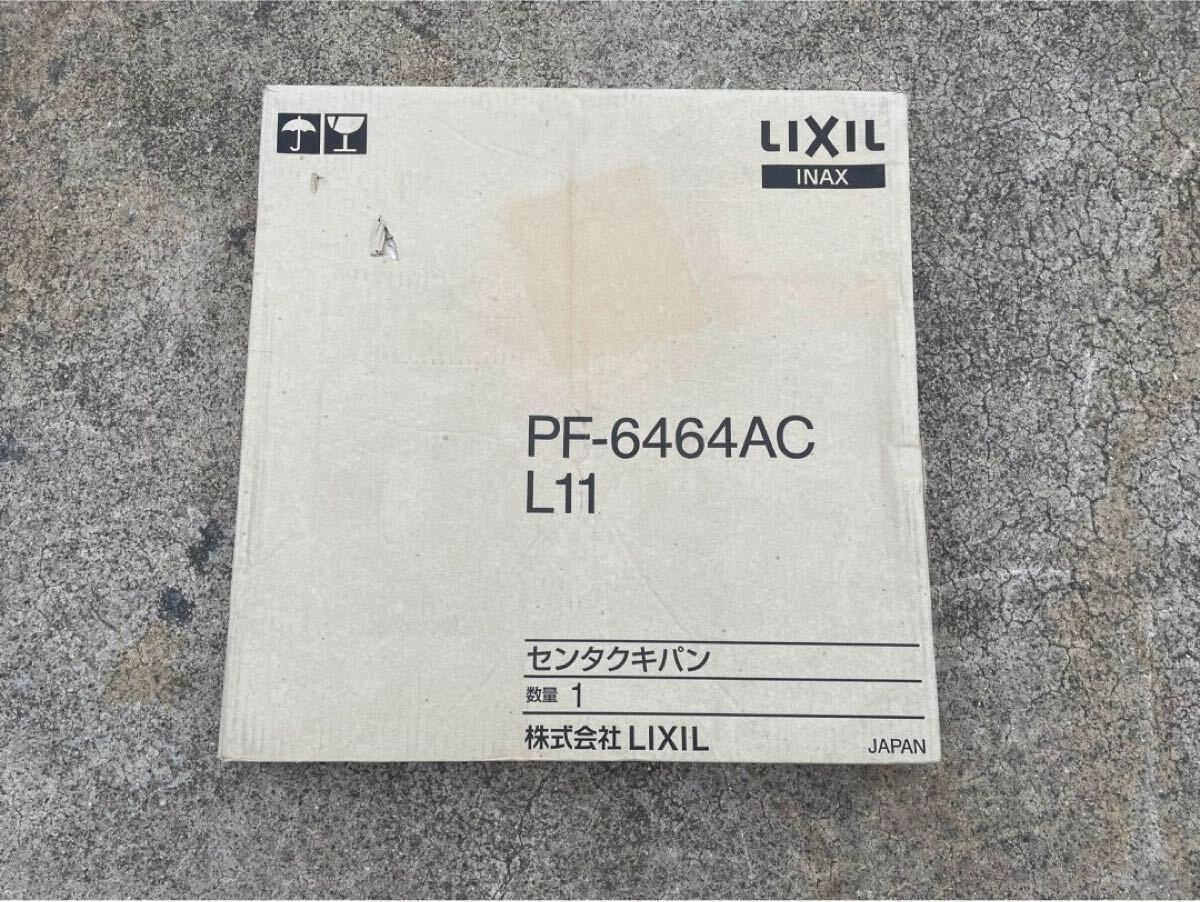 LIXIL
INAX
PF-6464AC
L11
センタクキパン
数量 1
株式会社 LIXIL
JAPAN